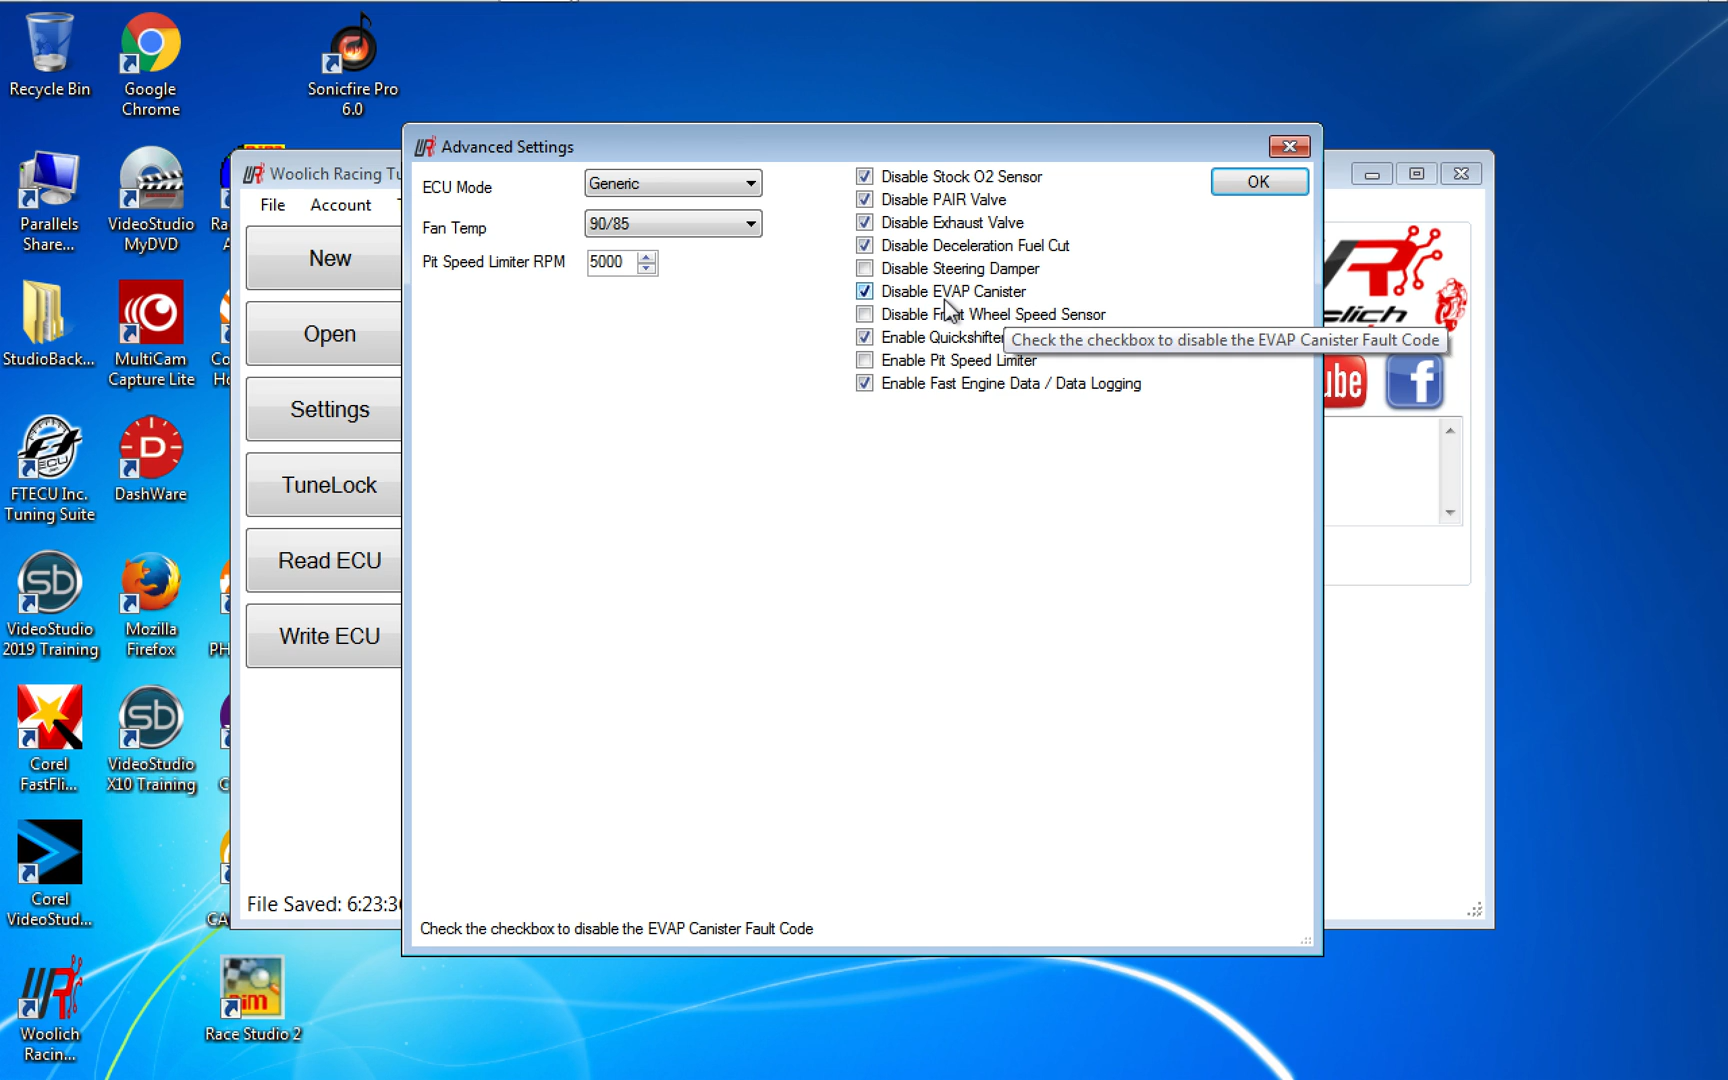 Recycle Bin
Google
Chrome
Sonicfire Pro
6.0
Parallels
Share...
VideoStudio
MyDVD
StudioBack...
MultiCam
Capture Lite
FTECU Inc.
Tuning Suite
DashWare
VideoStudio
2019 Training
Mozilla
Firefox
Corel
FastFli...
VideoStudio
X10 Training
Corel
VideoStud...
Woolich
Racin...
Race Studio 2
Woolich Racing Tu
File Account
New
Open
Settings
TuneLock
Read ECU
Write ECU
File Saved: 6:23:3
Advanced Settings
ECU Mode
Generic
Fan Temp
90/85
Pit Speed Limiter RPM
5000
Disable Stock O2 Sensor
Disable PAIR Valve
Disable Exhaust Valve
Disable Deceleration Fuel Cut
Disable Steering Damper
Disable EVAP Canister
Disable Front Wheel Speed Sensor
Enable Quickshifter
Enable Pit Speed Limiter
Enable Fast Engine Data / Data Logging
OK
Check the checkbox to disable the EVAP Canister Fault Code
Check the checkbox to disable the EVAP Canister Fault Code